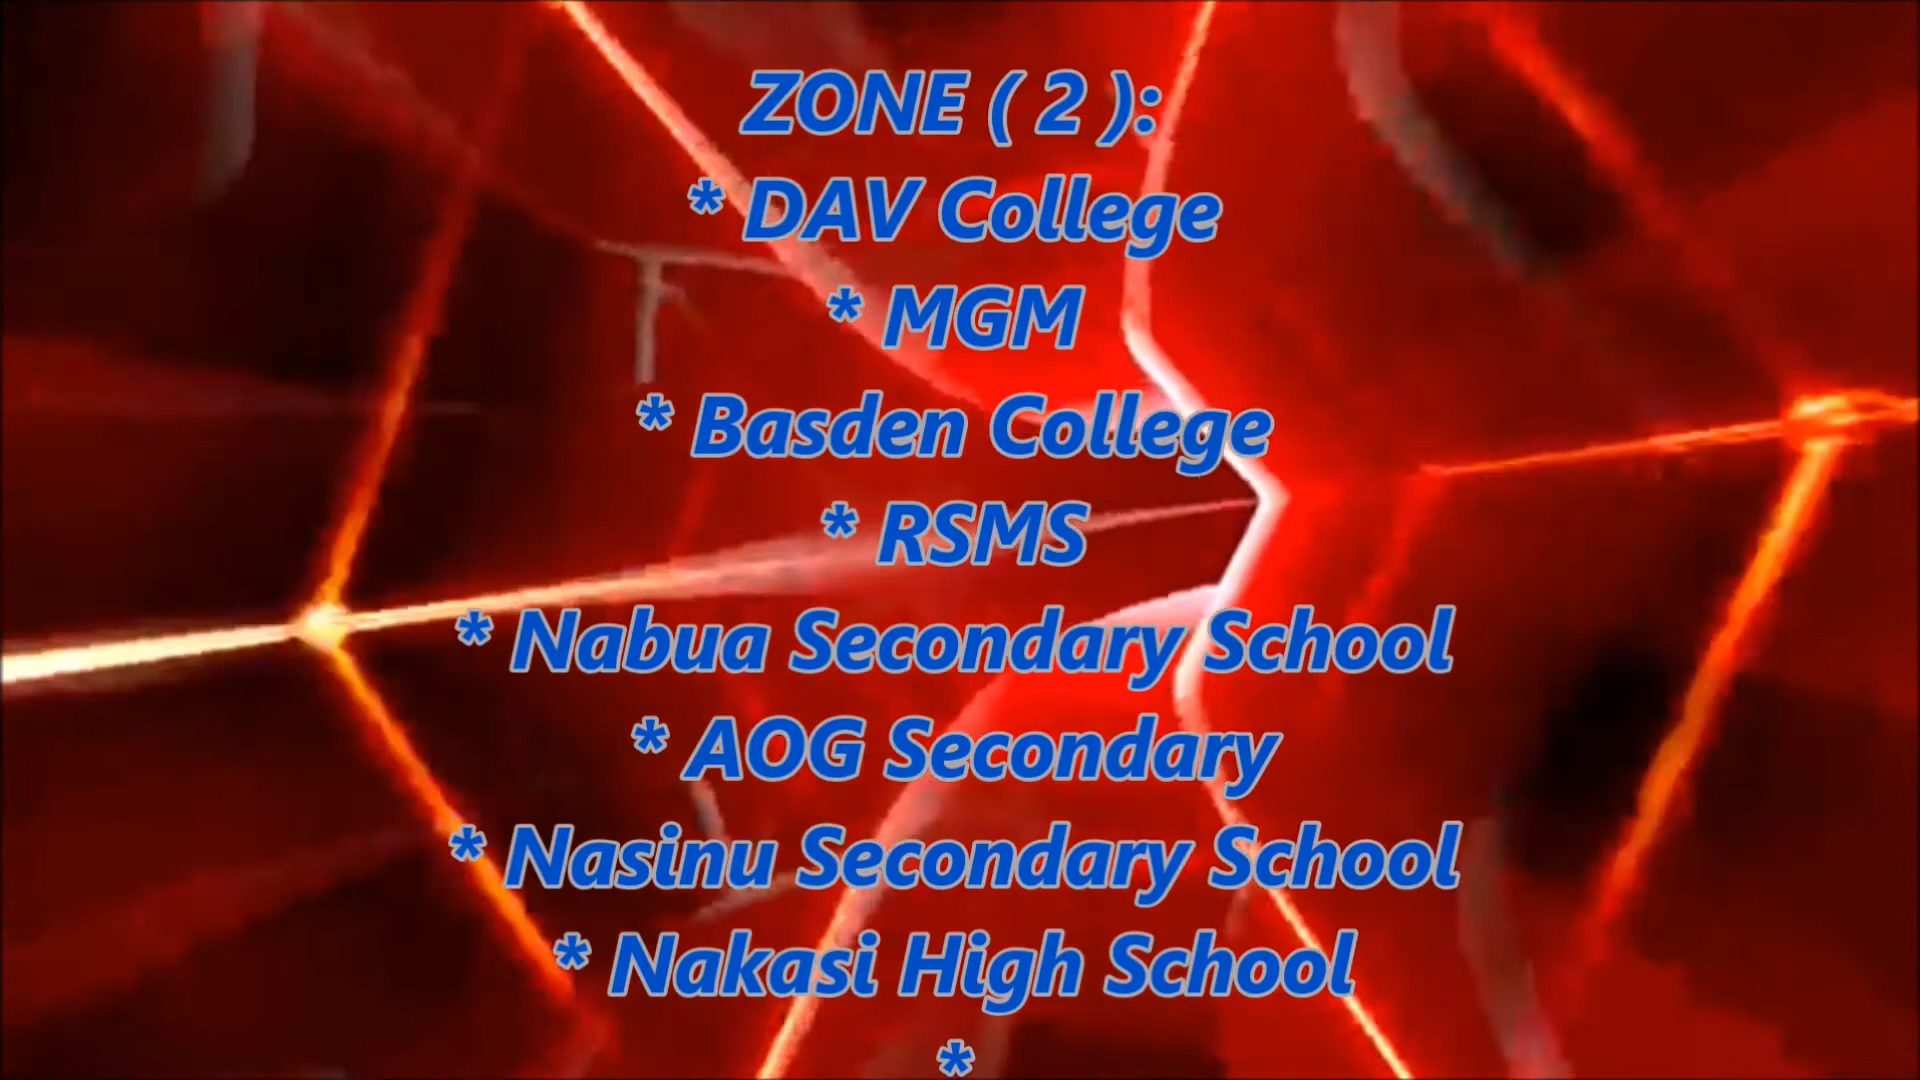 ZONE ( 2 ):
* DAV College
* MGM
* Basden College
* RSMS
* Nabua Secondary School
* AOG Secondary
* Nasinu Secondary School
* Nakasi High School
*